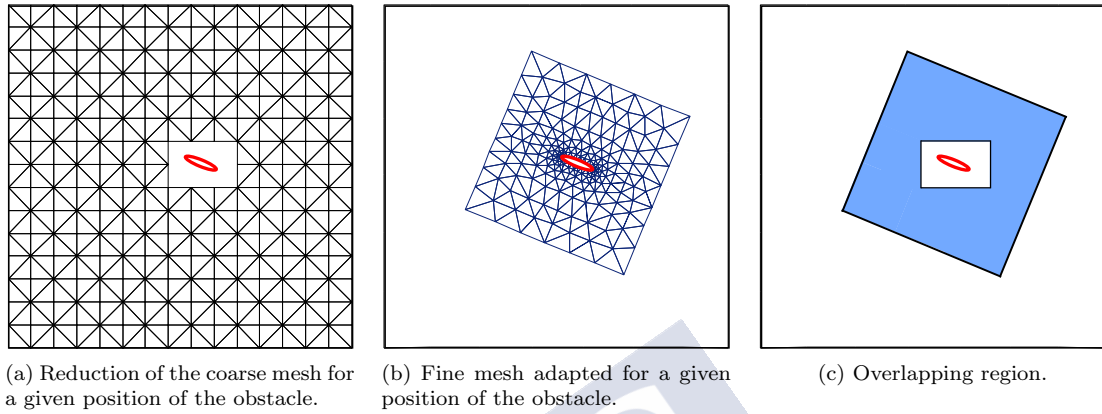 (a) Reduction of the coarse mesh for
a given position of the obstacle.
(b) Fine mesh adapted for a given
position of the obstacle.
(c) Overlapping region.